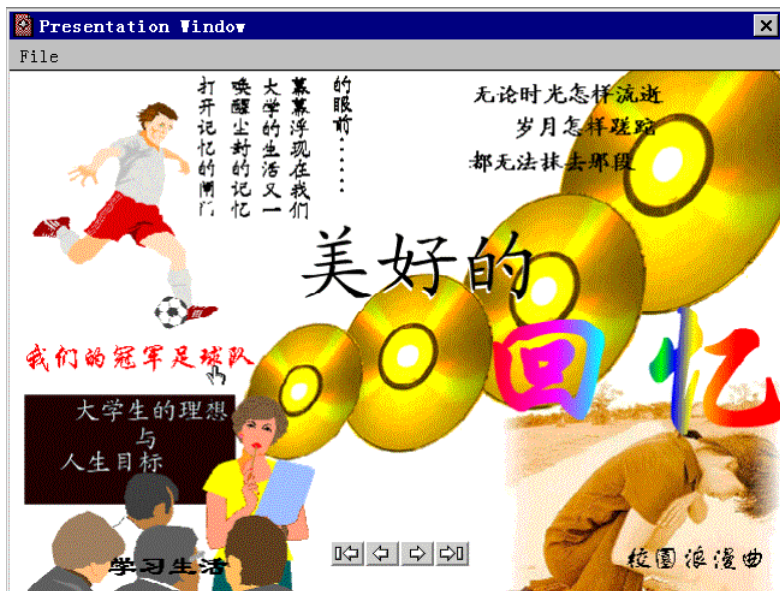 Presentation Window
File
打开记忆的闸门
唤醒尘封的记忆
大学的生活又一
幕幕浮现在我们
的眼前……
无论时光怎样流逝
岁月怎样蹉跎
都无法抹去那段
美好的
回忆
我们的冠军足球队
大学生的理想
与
人生目标
学习生活
校園浪漫曲